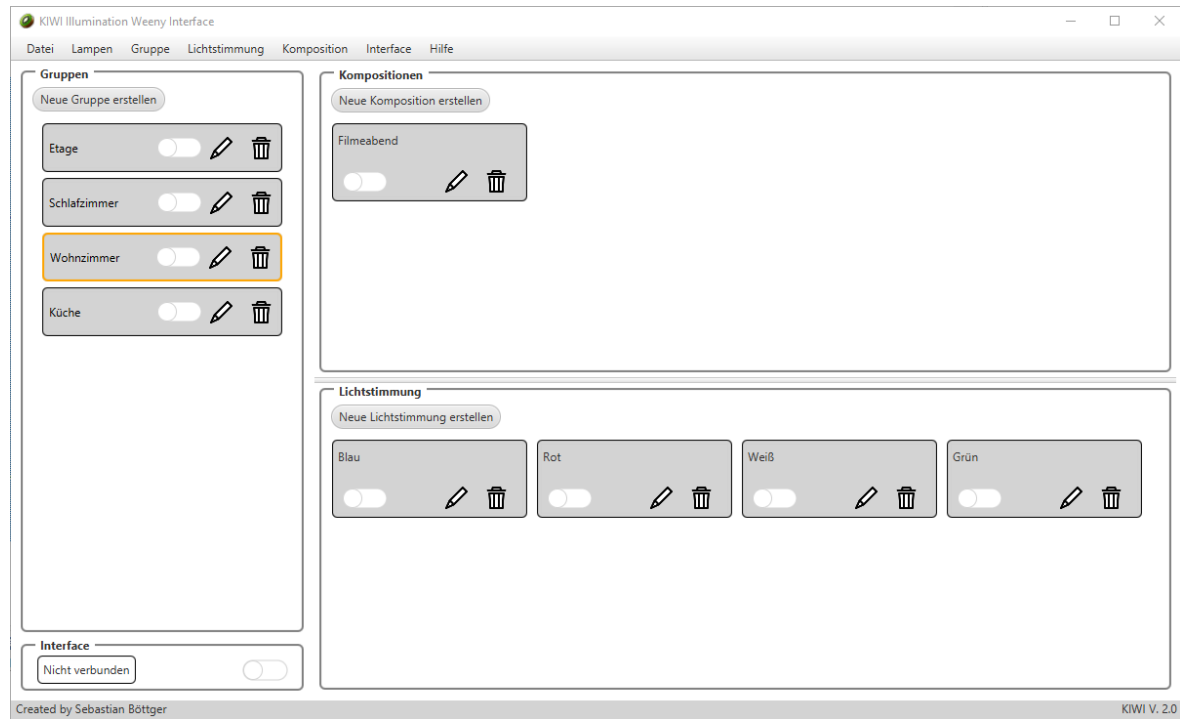 KIWI Illumination Weeny Interface
Datei Lampen Gruppe Lichtstimmung Komposition Interface Hilfe
Gruppen
Neue Gruppe erstellen
Etage
Schlafzimmer
Wohnzimmer
Küche
Interface
Nicht verbunden
Kompositionen
Neue Komposition erstellen
Filmeabend
Lichtstimmung
Neue Lichtstimmung erstellen
Blau Rot Weiß Grün
Created by Sebastian Böttger KIWI V. 2.0